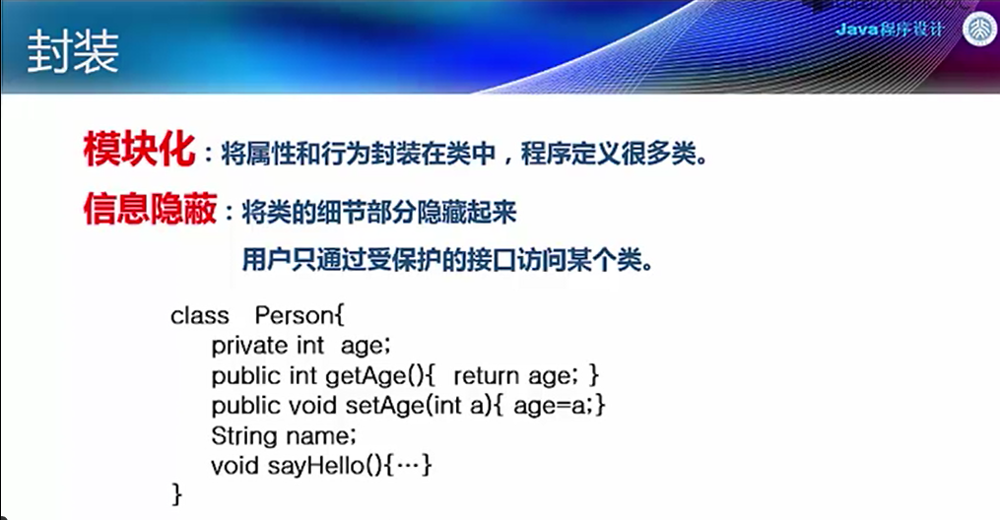 Java程序设计
封装
模块化：将属性和行为封装在类中，程序定义很多类。
信息隐蔽：将类的细节部分隐藏起来
用户只通过受保护的接口访问某个类。
class Person{
private int age;
public int getAge(){ return age; }
public void setAge(int a){ age=a;}
String name;
void sayHello(){…}
}